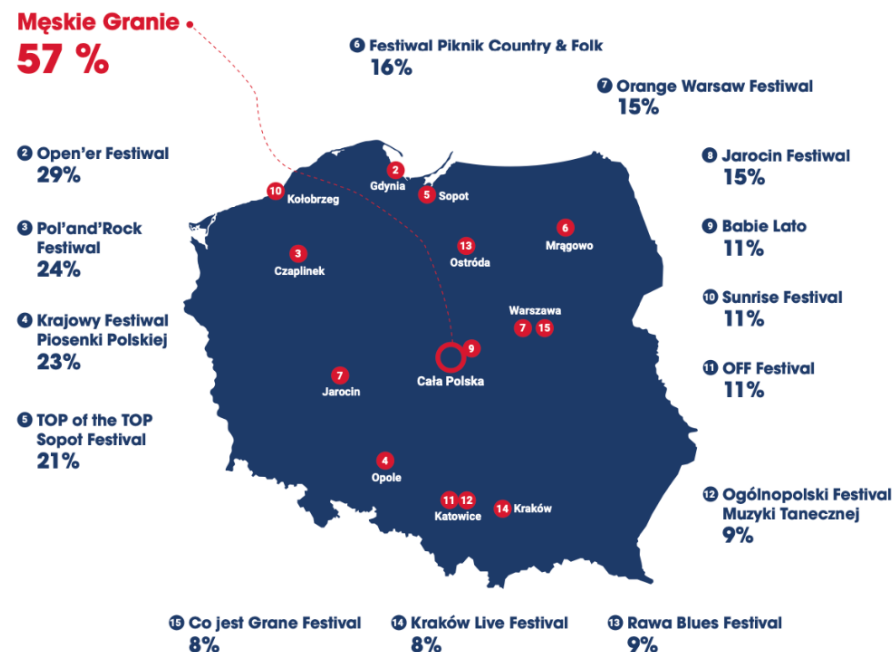 Męskie Granie
57 %
6 Festiwal Piknik Country & Folk
16%
7 Orange Warsaw Festiwal
15%
2 Open'er Festiwal
29%
8 Jarocin Festiwal
15%
3 Pol'and'Rock
Festiwal
24%
9 Babie Lato
11%
4 Krajowy Festiwal
Piosenki Polskiej
23%
10 Sunrise Festival
11%
5 TOP of the TOP
Sopot Festival
21%
11 OFF Festival
11%
12 Ogólnopolski Festival
Muzyki Tanecznej
9%
15 Co jest Grane Festival
8%
14 Kraków Live Festival
8%
13 Rawa Blues Festival
9%
2
Gdynia
10
Kołobrzeg
5
Sopot
6
Mrągowo
13
Ostróda
3
Czaplinek
Warszawa
7 15
9
Cała Polska
7
Jarocin
4
Opole
11 12
Katowice
14 Kraków